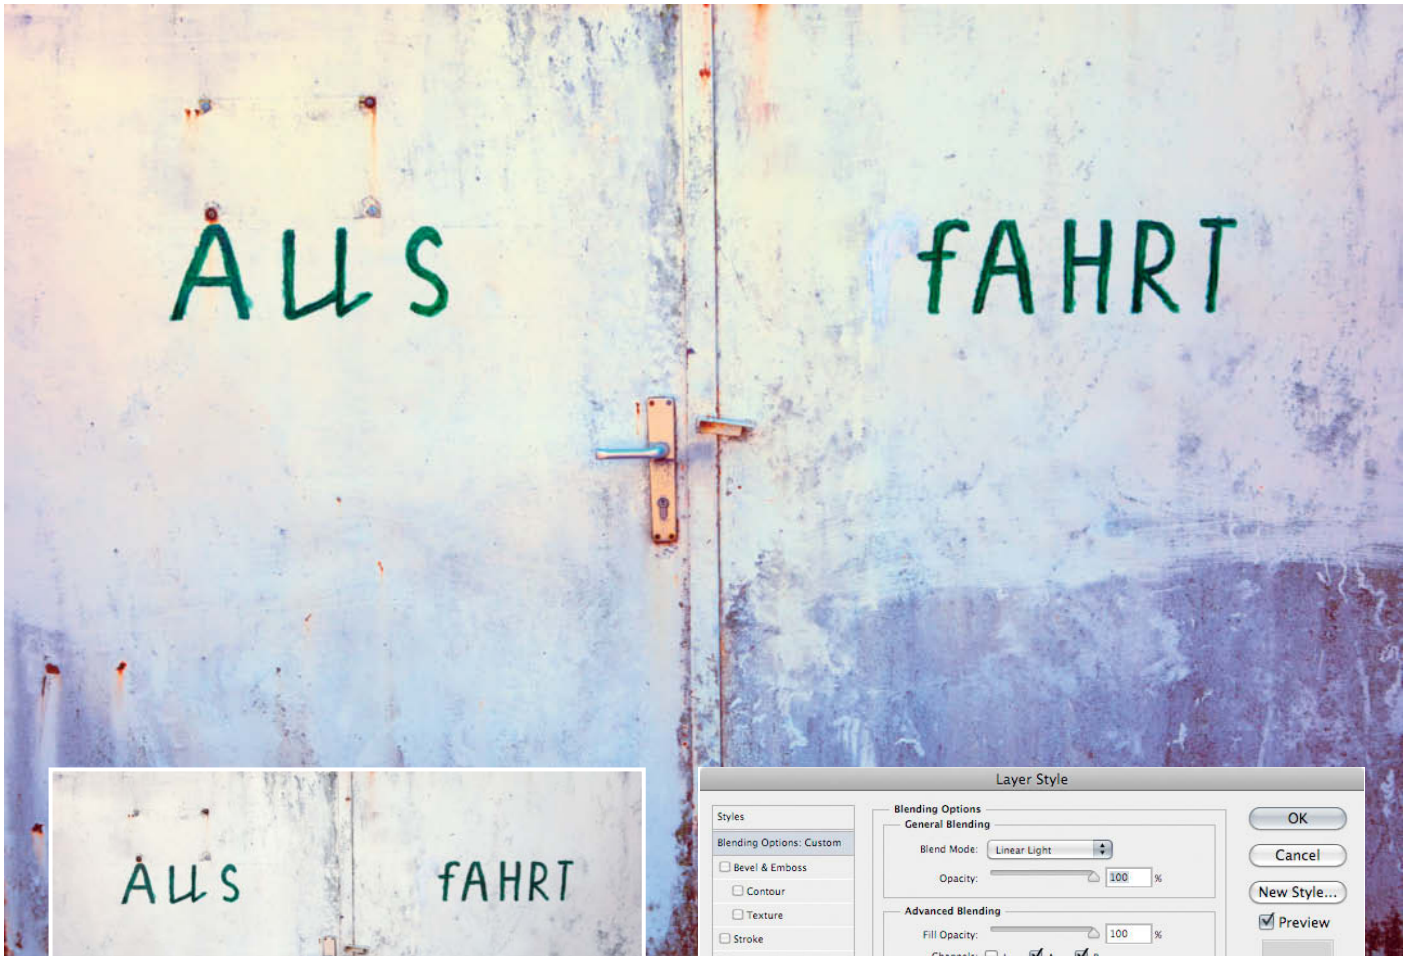 AUS fAHRT
AUS fAHRT
Layer Style
Styles
Blending Options: Custom
Bevel & Emboss
Contour
Texture
Stroke
Blending Options
General Blending
Blend Mode: Linear Light
Opacity: 100 %
Advanced Blending
Fill Opacity: 100 %
OK
Cancel
New Style...
Preview